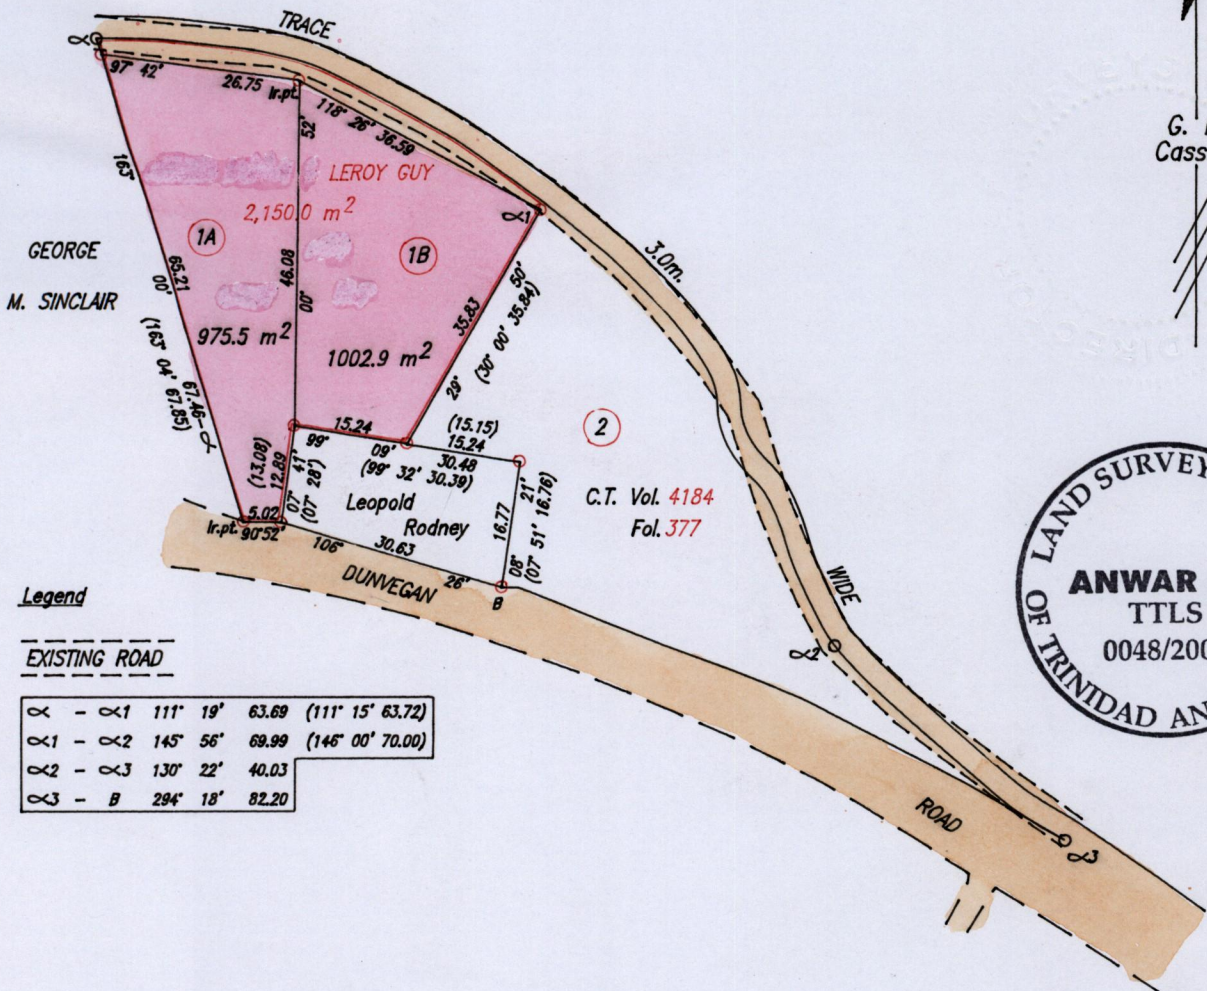 TRACE
∝
97° 42'
26.75
Ir.pt.
118° 26' 36.59
52'
163°
LEROY GUY
2,150.0 m²
1A
1B
∝1
G.
Cass
GEORGE
M. SINCLAIR
65.21
00'
46.08
00'
50'
35.83
(30° 00' 35.84)
29°
3.0m.
975.5 m²
1002.9 m²
(163° 04' 67.85)
67.46-∝
15.24
99°
09'
(15.15)
15.24
30.48
(99° 32' 30.39)
2
(13.08)
12.89
41'
07°
(07° 28')
Leopold
Rodney
21'
16.77
08°
(07° 51' 16.76)
C.T. Vol. 4184
Fol. 377
5.02
Ir.pt. 90°52'
106°
30.63
26'
B
DUNVEGAN
WIDE
∝2
LAND SURVEY
OF TRINIDAD AN
ANWAR
TTLS
0048/200
Legend
EXISTING ROAD
∝ - ∝1 111° 19' 63.69 (111° 15' 63.72)
∝1 - ∝2 145° 56' 69.99 (146° 00' 70.00)
∝2 - ∝3 130° 22' 40.03
∝3 - B 294° 18' 82.20
ROAD
∝3